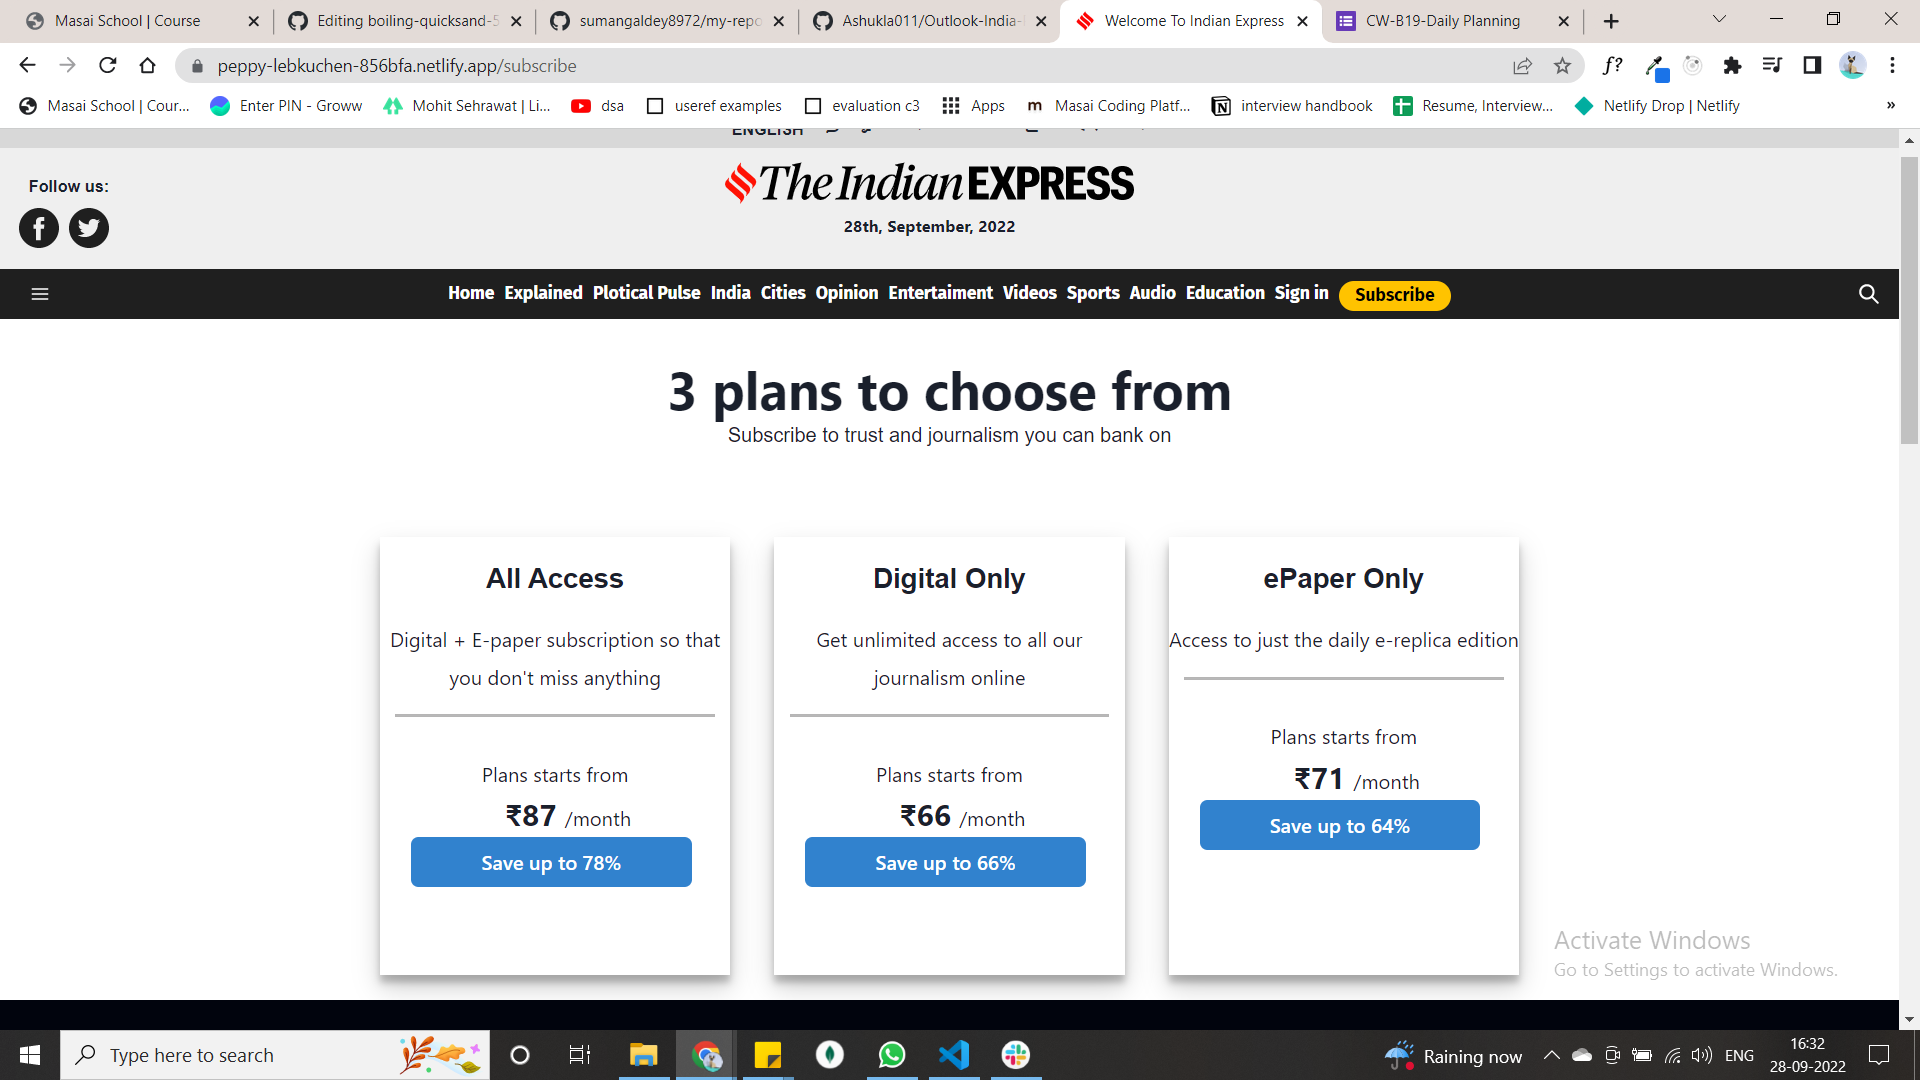 Masai School | Course
Editing boiling-quicksand-5
sumangaldey8972/my-repo
Ashukla011/Outlook-India-
Welcome To Indian Express
CW-B19-Daily Planning
peppy-lebkuchen-856bfa.netlify.app/subscribe
f?
Masai School | Cour...
Enter PIN - Groww
Mohit Sehrawat | Li...
dsa
useref examples
evaluation c3
Apps
Masai Coding Platf...
interview handbook
Resume, Interview...
Netlify Drop | Netlify
»
ENGLISH
Follow us:
The Indian EXPRESS
28th, September, 2022
Home Explained Plotical Pulse India Cities Opinion Entertaiment Videos Sports Audio Education Sign in Subscribe
3 plans to choose from
Subscribe to trust and journalism you can bank on
All Access
Digital + E-paper subscription so that
you don't miss anything
Plans starts from
₹87 /month
Save up to 78%
Digital Only
Get unlimited access to all our
journalism online
Plans starts from
₹66 /month
Save up to 66%
ePaper Only
Access to just the daily e-replica edition
Plans starts from
₹71 /month
Save up to 64%
Activate Windows
Go to Settings to activate Windows.
Type here to search
Raining now
ENG
16:32
28-09-2022